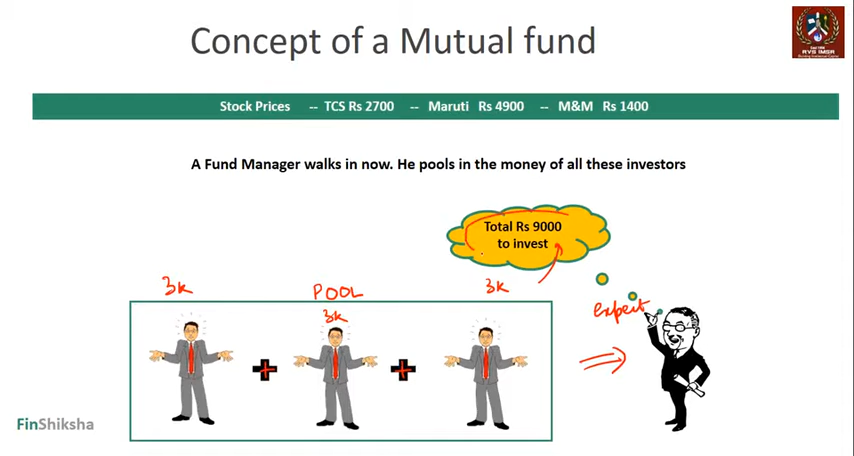 Concept of a Mutual fund
RVS IMSR
Stock Prices -- TCS Rs 2700 -- Maruti Rs 4900 -- M&M Rs 1400
A Fund Manager walks in now. He pools in the money of all these investors
Total Rs 9000
to invest
3k
POOL
3k
3k
expert
+
+
FinShiksha